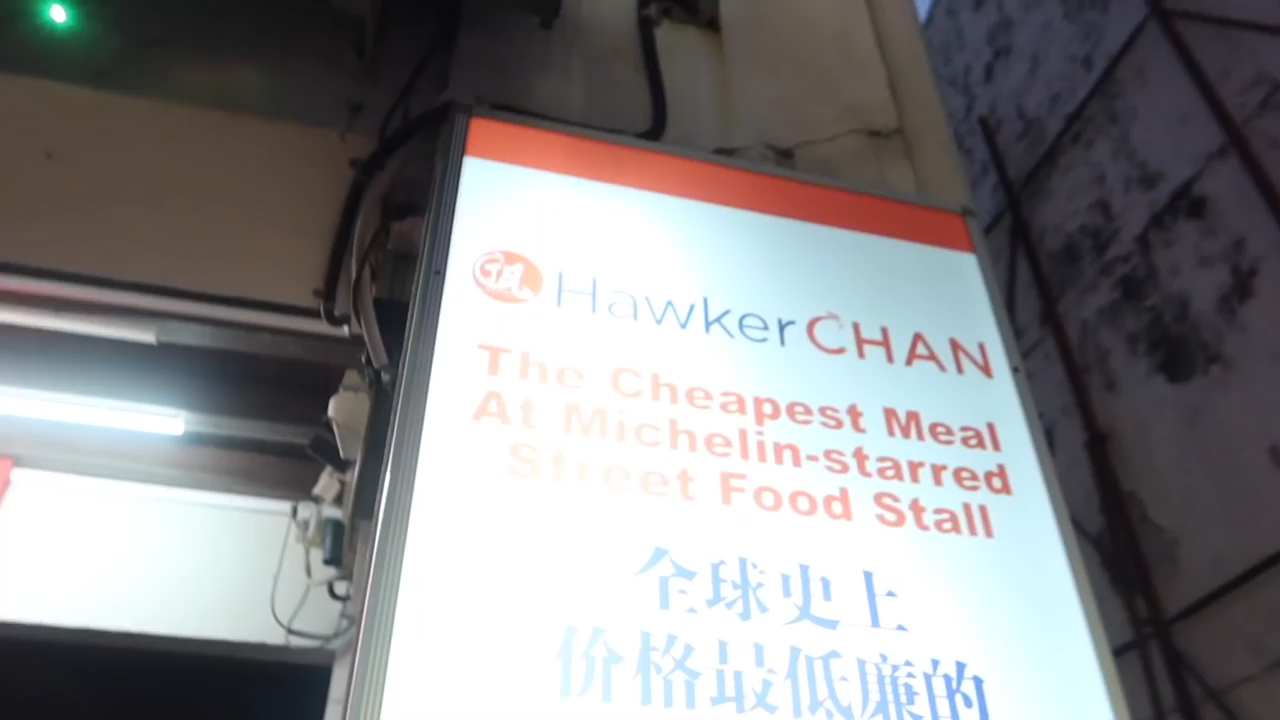 HawkerCHAN
The Cheapest Meal
At Michelin-starred
Street Food Stall
全球史上
价格最低廉的